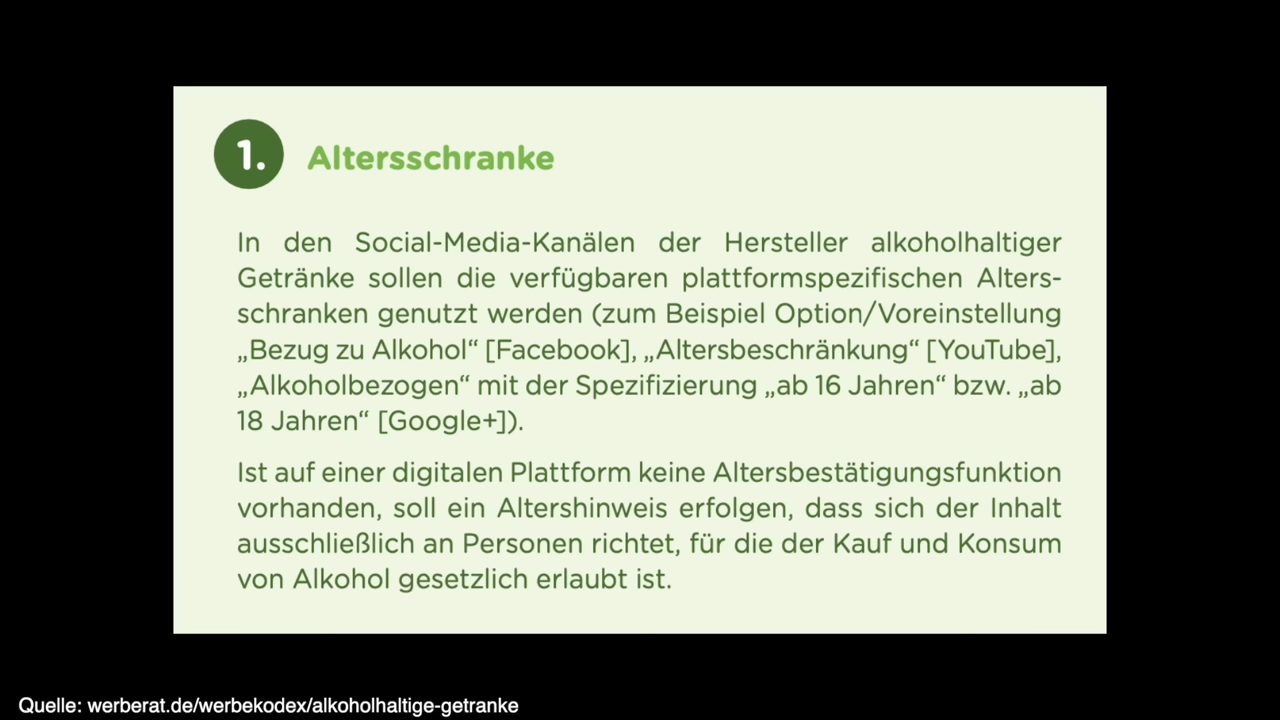 1. Altersschranke
In den Social-Media-Kanälen der Hersteller alkoholhaltiger
Getränke sollen die verfügbaren plattformspezifischen Alters-
schranken genutzt werden (zum Beispiel Option/Voreinstellung
„Bezug zu Alkohol“ [Facebook], „Altersbeschränkung“ [YouTube],
„Alkoholbezogen“ mit der Spezifizierung „ab 16 Jahren“ bzw. „ab
18 Jahren“ [Google+]).
Ist auf einer digitalen Plattform keine Altersbestätigungsfunktion
vorhanden, soll ein Altershinweis erfolgen, dass sich der Inhalt
ausschließlich an Personen richtet, für die der Kauf und Konsum
von Alkohol gesetzlich erlaubt ist.
Quelle: werberat.de/werbekodex/alkoholhaltige-getranke